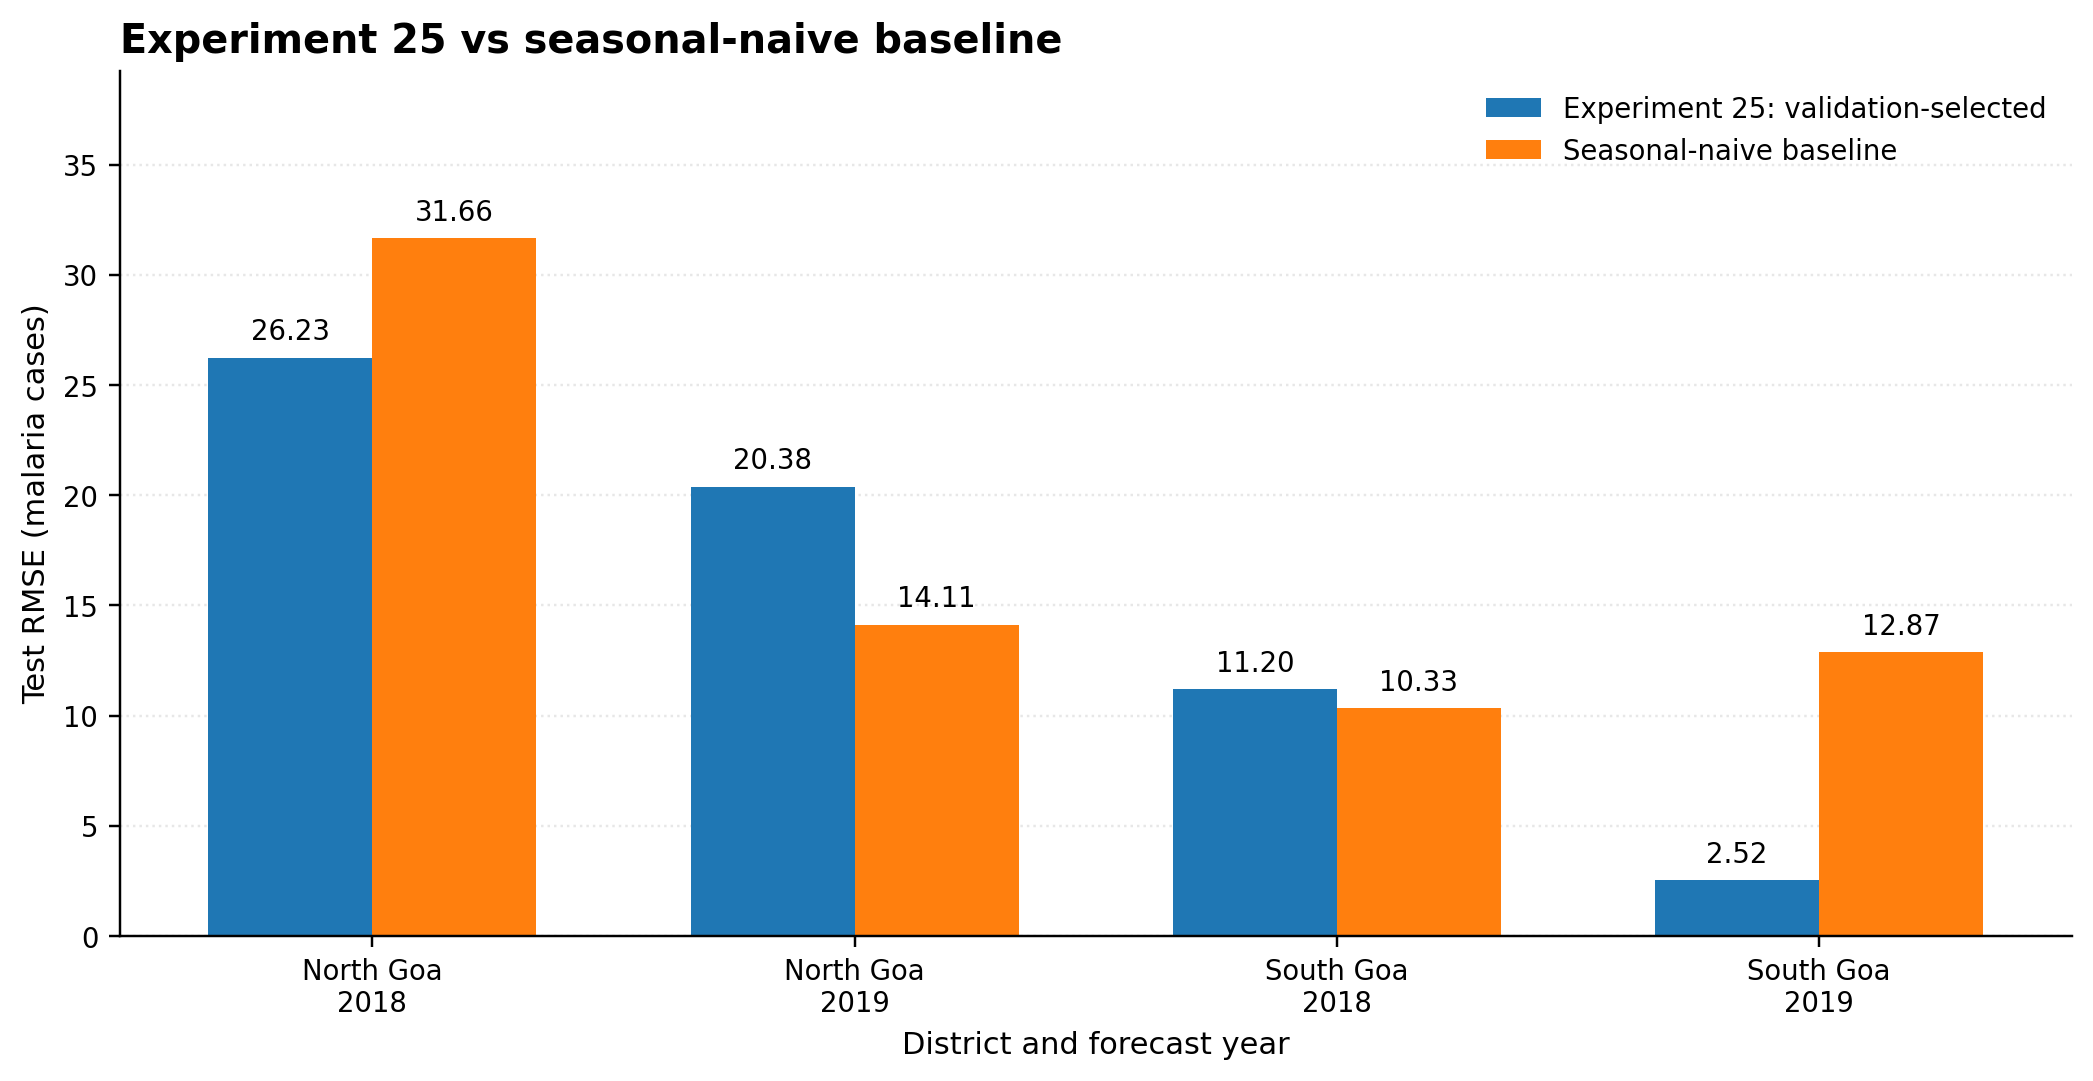 Experiment 25 vs seasonal-naive baseline
Experiment 25: validation-selected
Seasonal-naive baseline
Test RMSE (malaria cases)
35
30
25
20
15
10
5
0
26.23
31.66
20.38
14.11
11.20
10.33
2.52
12.87
North Goa
2018
North Goa
2019
South Goa
2018
South Goa
2019
District and forecast year